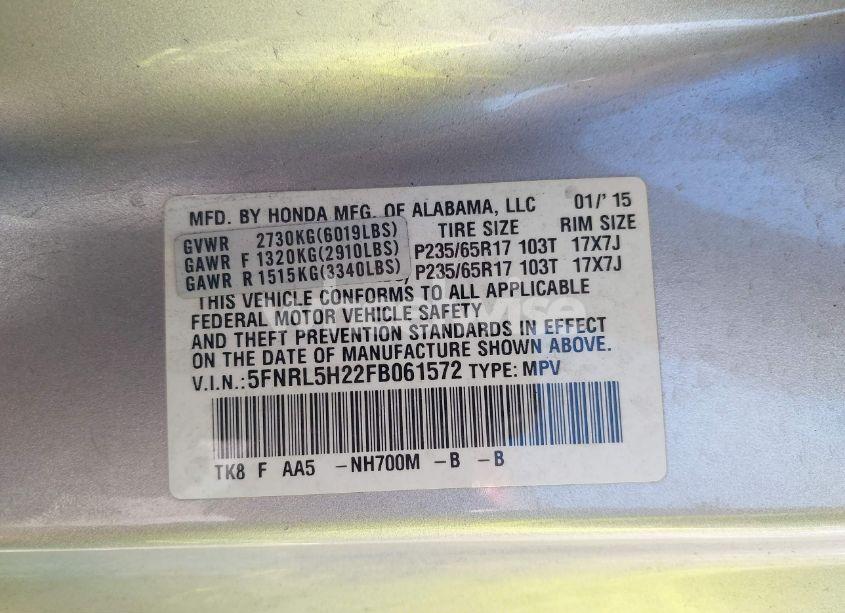 MFD. BY HONDA MFG. OF ALABAMA, LLC 01/' 15
TIRE SIZE RIM SIZE
GVWR 2730KG(6019LBS)
GAWR F 1320KG(2910LBS) P235/65R17 103T 17X7J
GAWR R 1515KG(3340LBS) P235/65R17 103T 17X7J
THIS VEHICLE CONFORMS TO ALL APPLICABLE
FEDERAL MOTOR VEHICLE SAFETY
AND THEFT PREVENTION STANDARDS IN EFFECT
ON THE DATE OF MANUFACTURE SHOWN ABOVE.
V.I.N.: 5FNRL5H22FB061572 TYPE: MPV
TK8 F AA5 -NH700M -B -B